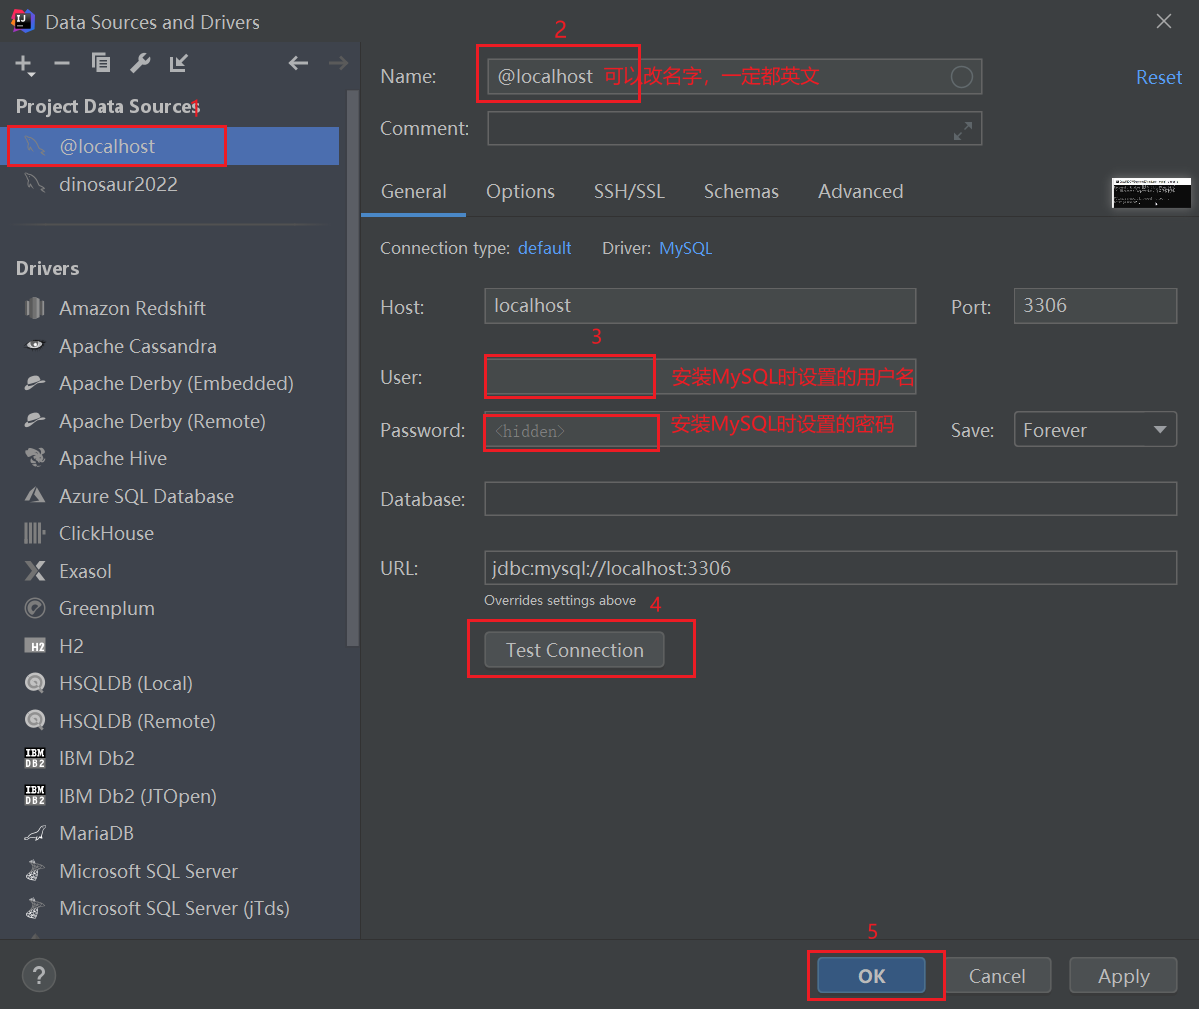 Data Sources and Drivers
2
Name: @localhost 可以改名字，一定都英文 Reset
Project Data Sources 1
Comment:
@localhost
dinosaur2022
General Options SSH/SSL Schemas Advanced
Connection type: default Driver: MySQL
Drivers
Host: localhost Port: 3306
3
User: 安装MySQL时设置的用户名
Password: <hidden> 安装MySQL时设置的密码 Save: Forever
Database:
URL: jdbc:mysql://localhost:3306
Overrides settings above 4
Test Connection
Amazon Redshift
Apache Cassandra
Apache Derby (Embedded)
Apache Derby (Remote)
Apache Hive
Azure SQL Database
ClickHouse
Exasol
Greenplum
H2 H2
HSQLDB (Local)
HSQLDB (Remote)
IBM DB2 IBM Db2
IBM DB2 IBM Db2 (JTOpen)
MariaDB
Microsoft SQL Server
Microsoft SQL Server (jTds)
5
? OK Cancel Apply